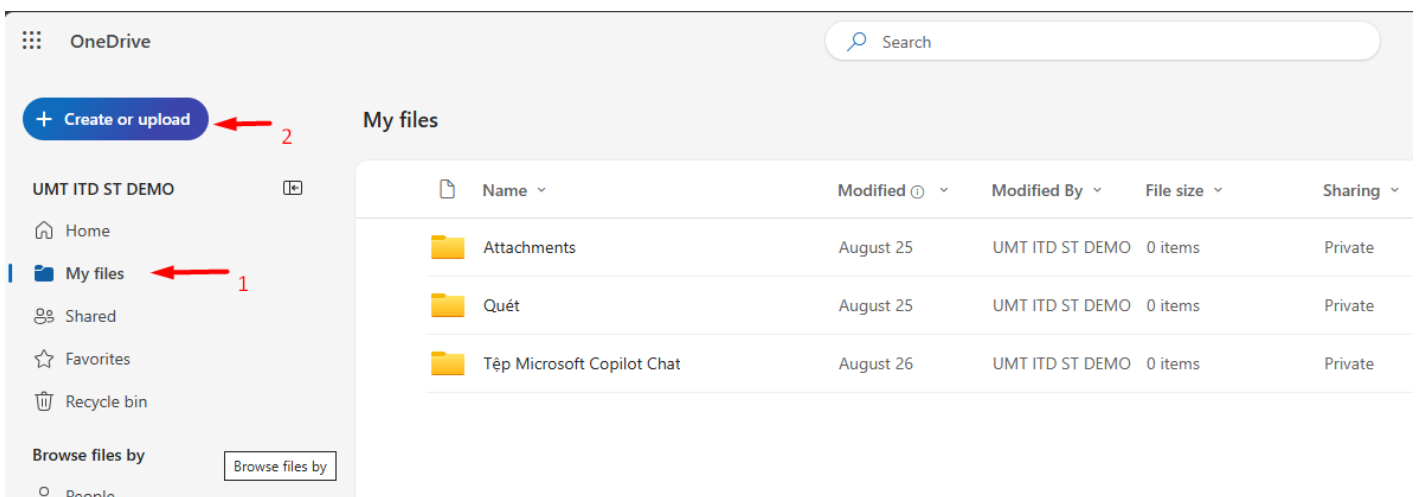 OneDrive
Search
Create or upload
2
My files
UMT ITD ST DEMO
Name
Modified
Modified By
File size
Sharing
Home
Attachments
August 25
UMT ITD ST DEMO
0 items
Private
My files
1
Quét
August 25
UMT ITD ST DEMO
0 items
Private
Shared
Favorites
Tệp Microsoft Copilot Chat
August 26
UMT ITD ST DEMO
0 items
Private
Recycle bin
Browse files by
Browse files by
People